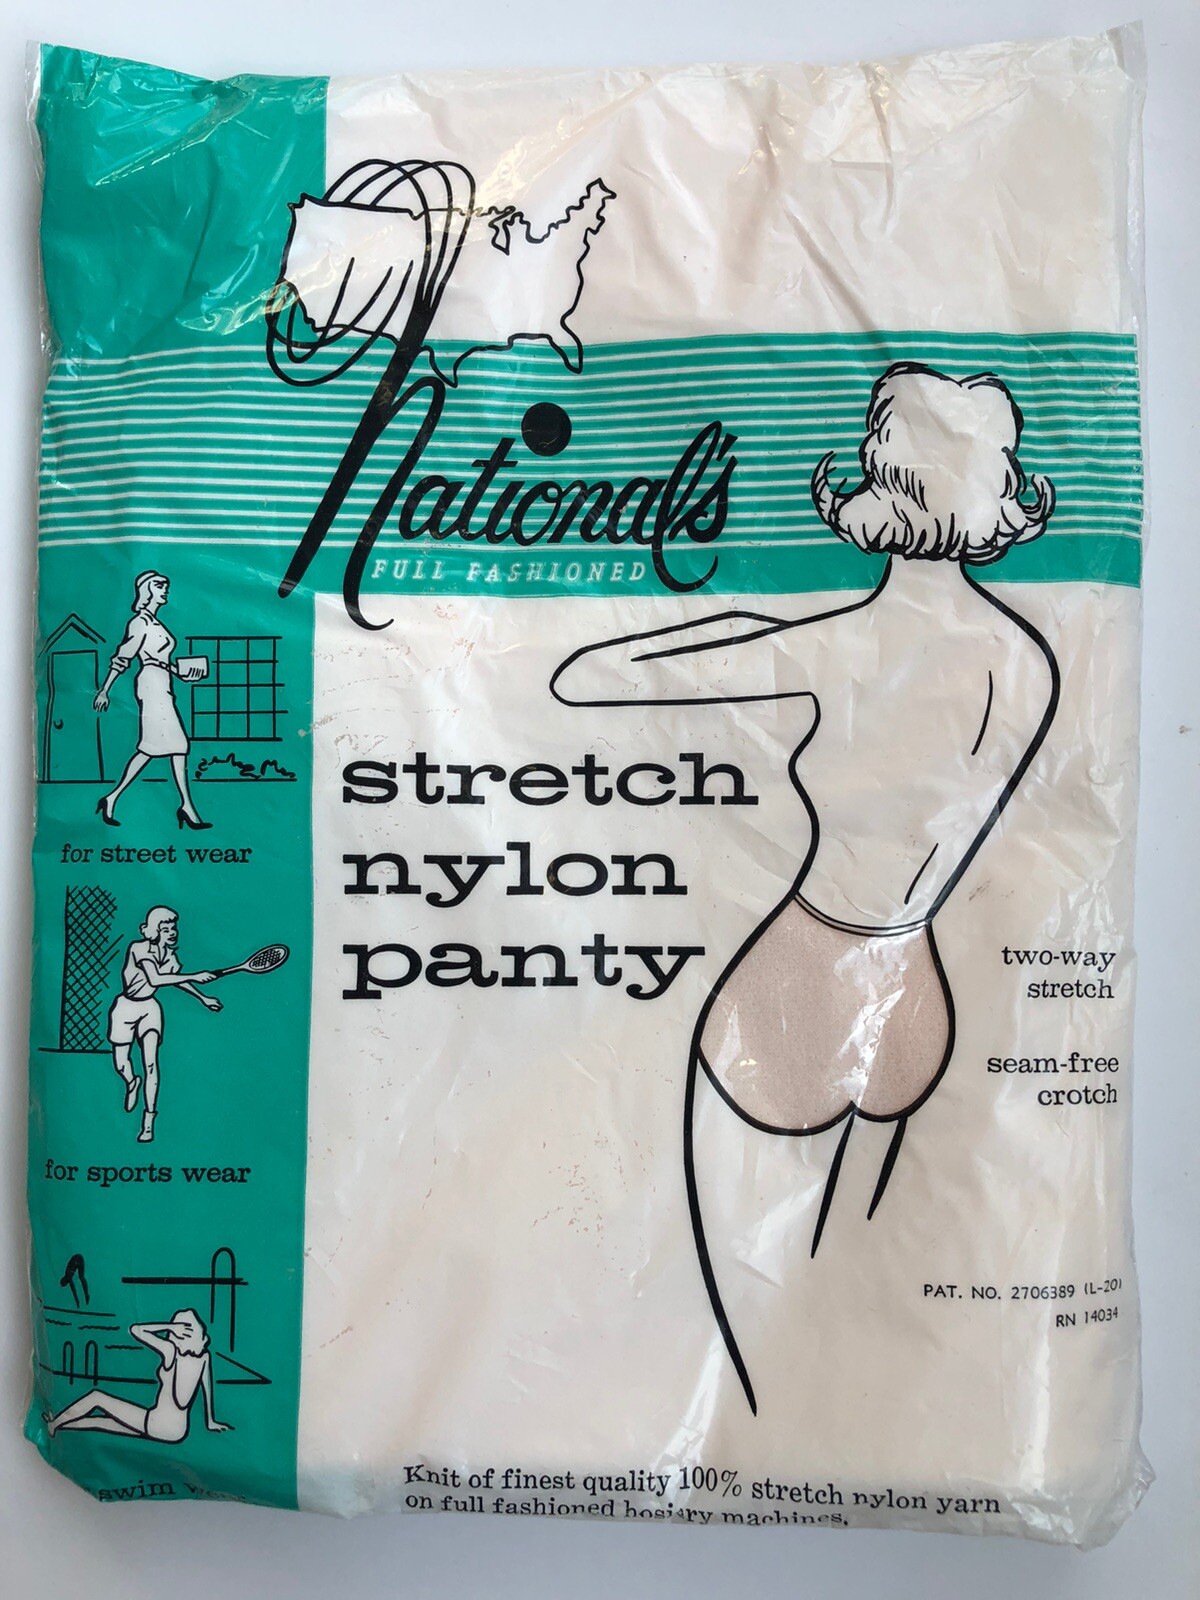 National's
FULL FASHIONED
stretch
nylon
panty
for street wear
for sports wear
swim
two-way
stretch
seam-free
crotch
PAT. NO. 2706389 (L-20)
RN 14034
Knit of finest quality 100% stretch nylon yarn
on full fashioned hosiery machines.